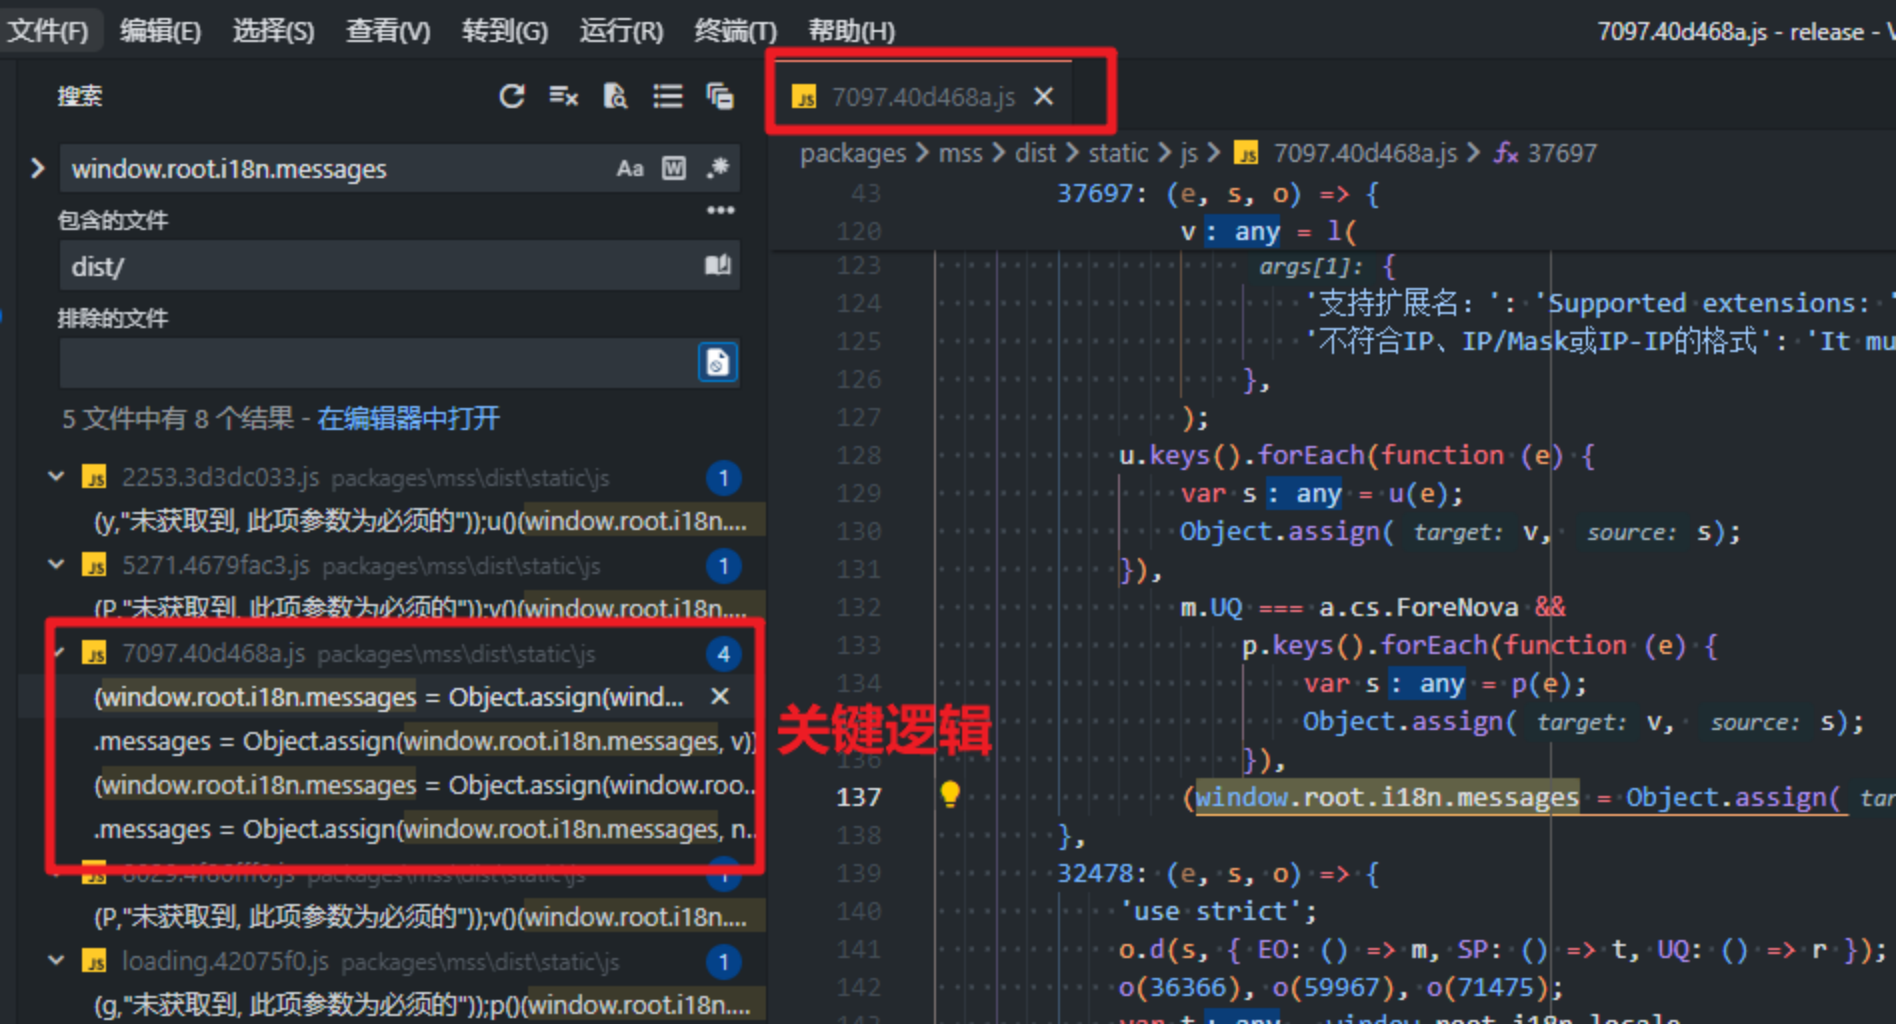 文件(F) 编辑(E) 选择(S) 查看(V) 转到(G) 运行(R) 终端(T) 帮助(H) 7097.40d468a.js - release -
搜索
window.root.i18n.messages
包含的文件
dist/
排除的文件
5 文件中有 8 个结果 - 在编辑器中打开
2253.3d3dc033.js packages\mss\dist\static\js 1
(y,"未获取到, 此项参数为必须的"));u()(window.root.i18n....
5271.4679fac3.js packages\mss\dist\static\js 1
(P,"未获取到, 此项参数为必须的"));v()(window.root.i18n....
7097.40d468a.js packages\mss\dist\static\js 4
(window.root.i18n.messages = Object.assign(wind...
.messages = Object.assign(window.root.i18n.messages, v))
(window.root.i18n.messages = Object.assign(window.roo...
.messages = Object.assign(window.root.i18n.messages, n...
packages\mss\dist\static\js 1
(P,"未获取到, 此项参数为必须的"));v()(window.root.i18n....
loading.42075f0.js packages\mss\dist\static\js 1
(g,"未获取到, 此项参数为必须的"));p()(window.root.i18n....
关键逻辑
7097.40d468a.js
packages > mss > dist > static > js > 7097.40d468a.js > 37697
43 37697: (e, s, o) => {
120 v: any = l(
123 args[1]: {
124 '支持扩展名: ': 'Supported extensions: '
125 '不符合IP、IP/Mask或IP-IP的格式': 'It mu
126 },
127 );
128 u.keys().forEach(function (e) {
129 var s: any = u(e);
130 Object.assign( target: v, source: s);
131 }),
132 m.UQ === a.cs.ForeNova &&
133 p.keys().forEach(function (e) {
134 var s: any = p(e);
135 Object.assign( target: v, source: s);
136 }),
137 (window.root.i18n.messages = Object.assign( tar
138 },
139 32478: (e, s, o) => {
140 'use strict';
141 o.d(s, { EO: () => m, SP: () => t, UQ: () => r });
142 o(36366), o(59967), o(71475);
143 var t: any window.root.i18n.locale